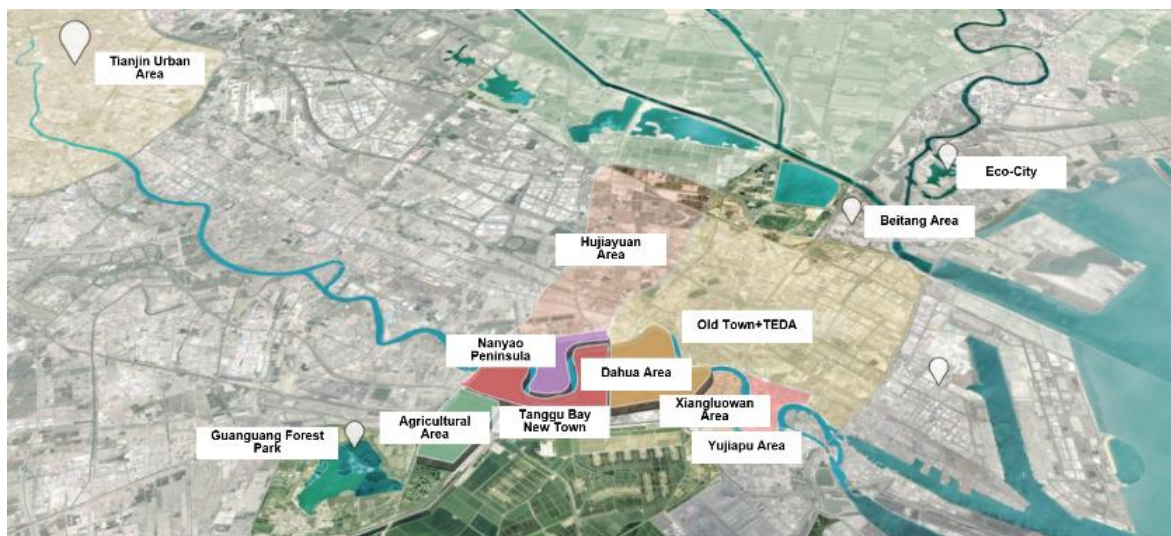 Tianjin Urban
Area
Eco-City
Beitang Area
Hujiayuan
Area
Old Town+TEDA
Nanyao
Peninsula
Dahua Area
Xiangluowan
Area
Tanggu Bay
New Town
Agricultural
Area
Guanguang Forest
Park
Yujiapu Area